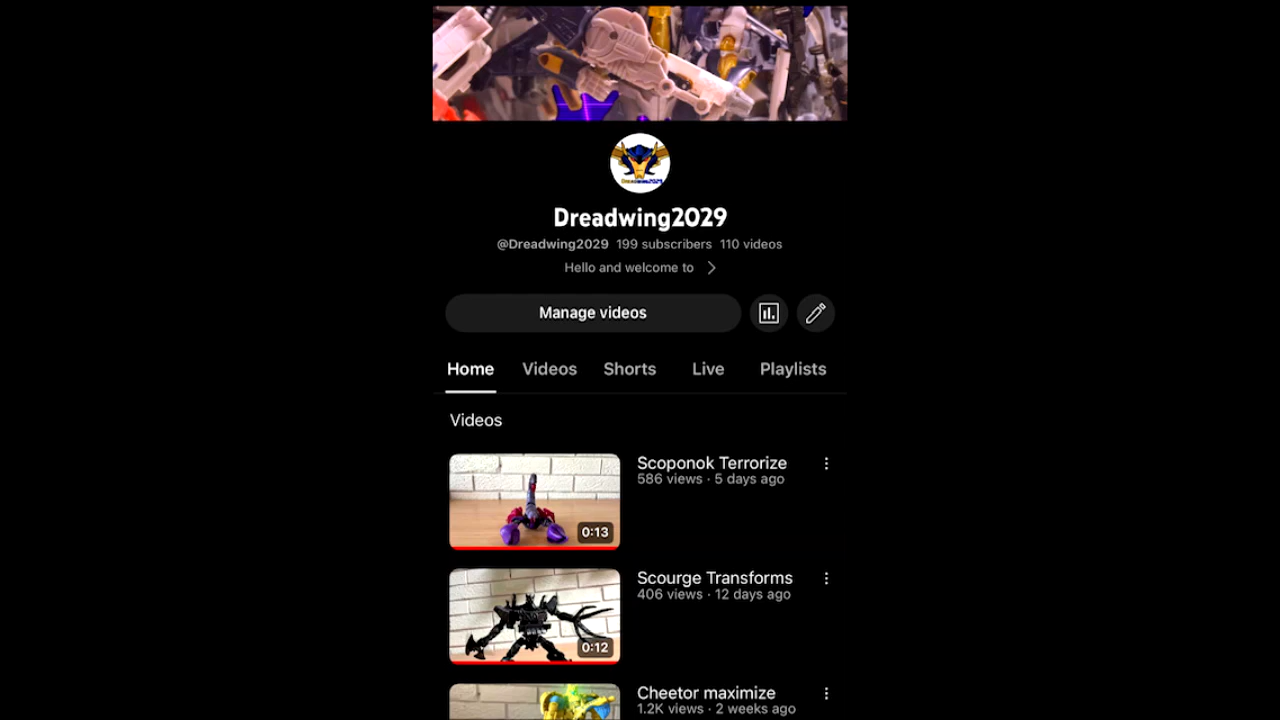 Dreadwing2029
@Dreadwing2029 199 subscribers 110 videos
Hello and welcome to
Manage videos
Home Videos Shorts Live Playlists
Videos
Scoponok Terrorize
586 views · 5 days ago
0:13
Scourge Transforms
406 views · 12 days ago
0:12
Cheetor maximize
1.2K views · 2 weeks ago